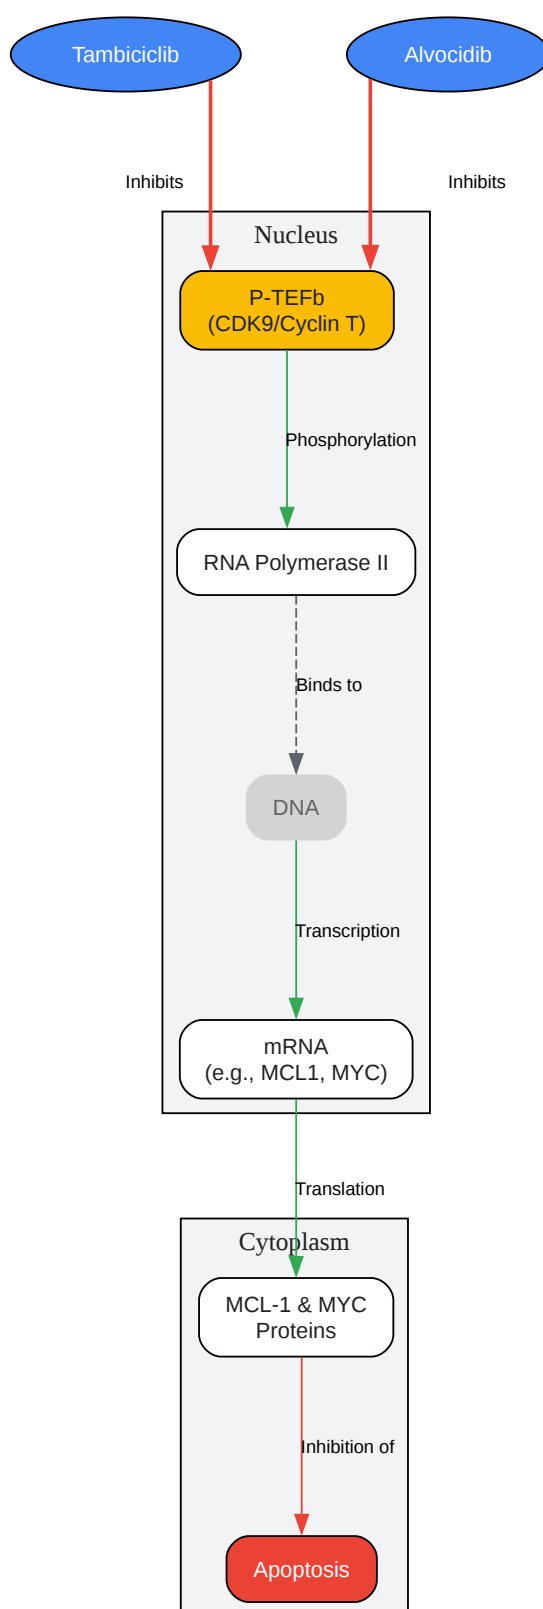 Tambiciclib
Alvocidib
Inhibits
Inhibits
Nucleus
P-TEFb
(CDK9/Cyclin T)
Phosphorylation
RNA Polymerase II
Binds to
DNA
Transcription
mRNA
(e.g., MCL1, MYC)
Translation
Cytoplasm
MCL-1 & MYC
Proteins
Inhibition of
Apoptosis